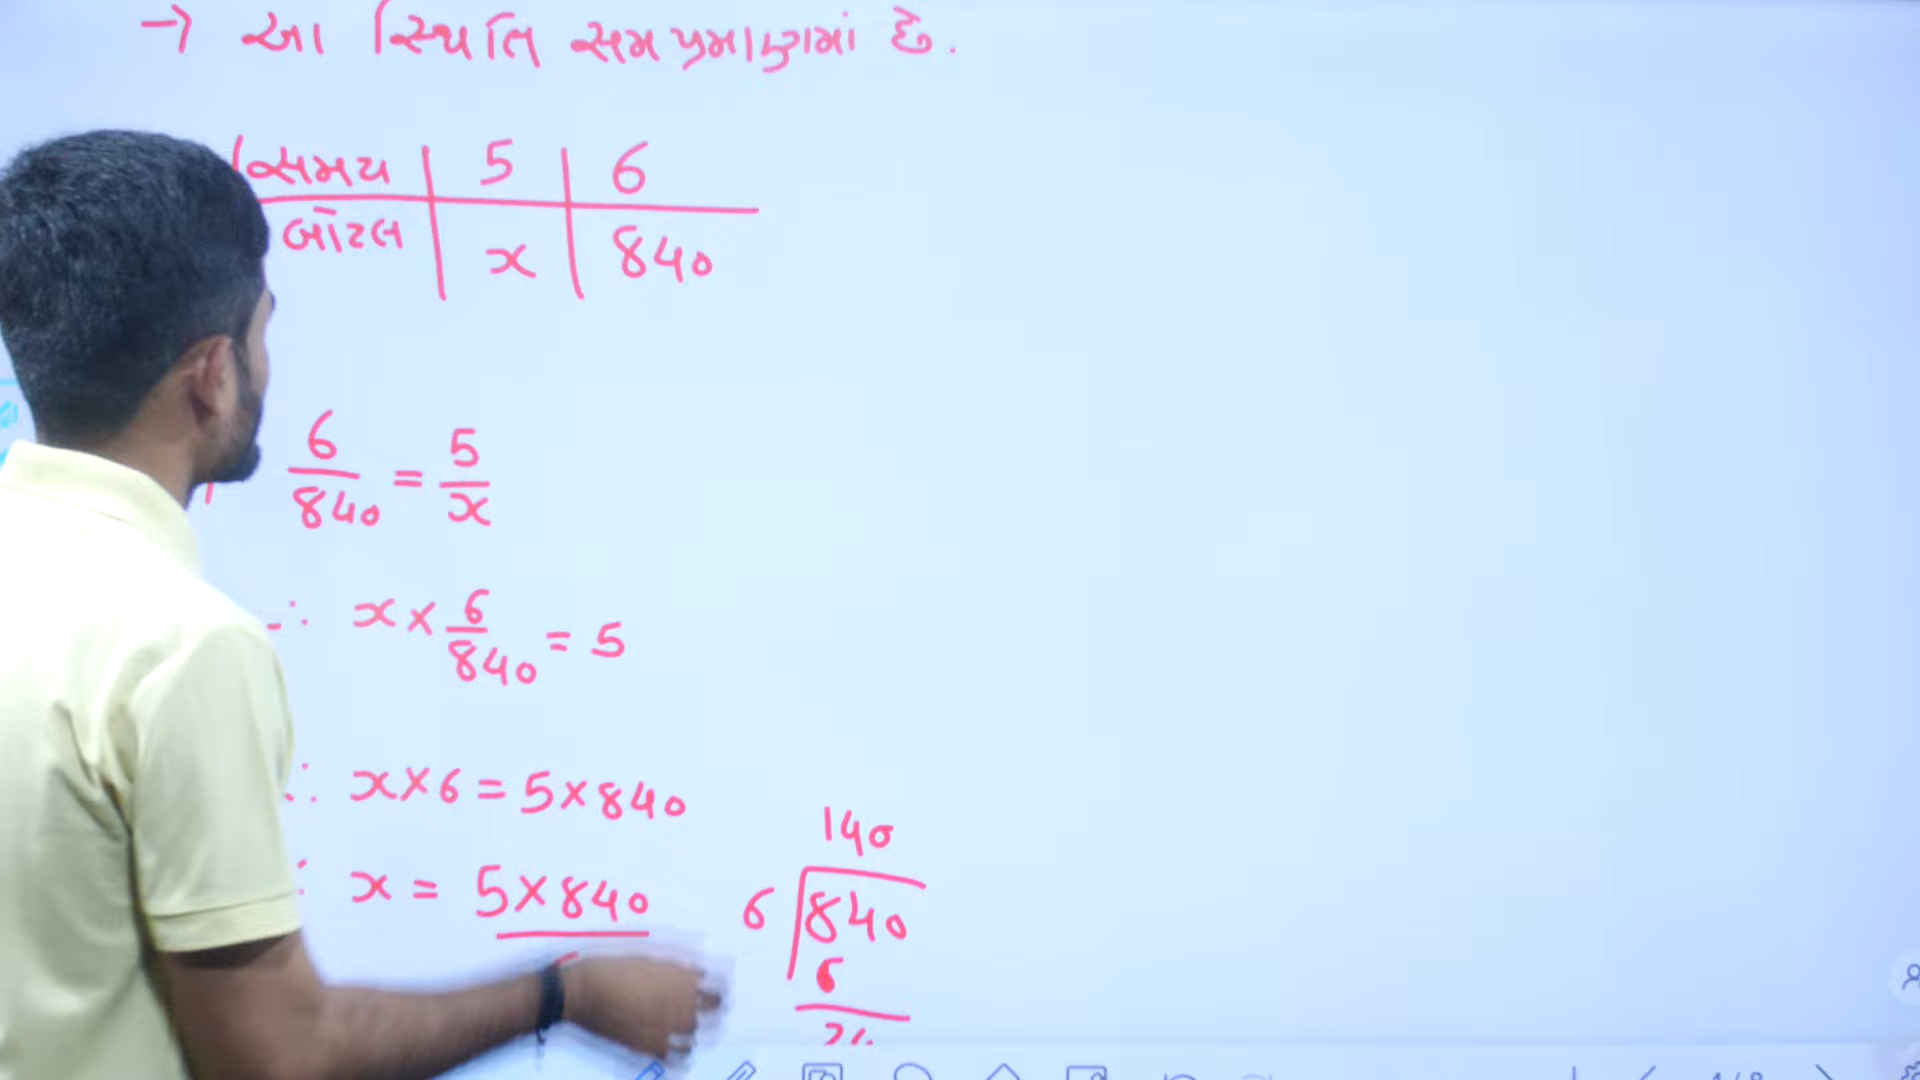 → આ સ્થિતિ સમપ્રમાણમાં છે.
સમય | 5 | 6
બૉટલ | x | 840
6/840 = 5/x
∴ x × 6/840 = 5
∴ x × 6 = 5 × 840
x = 5 × 840
140
6 840
6
24